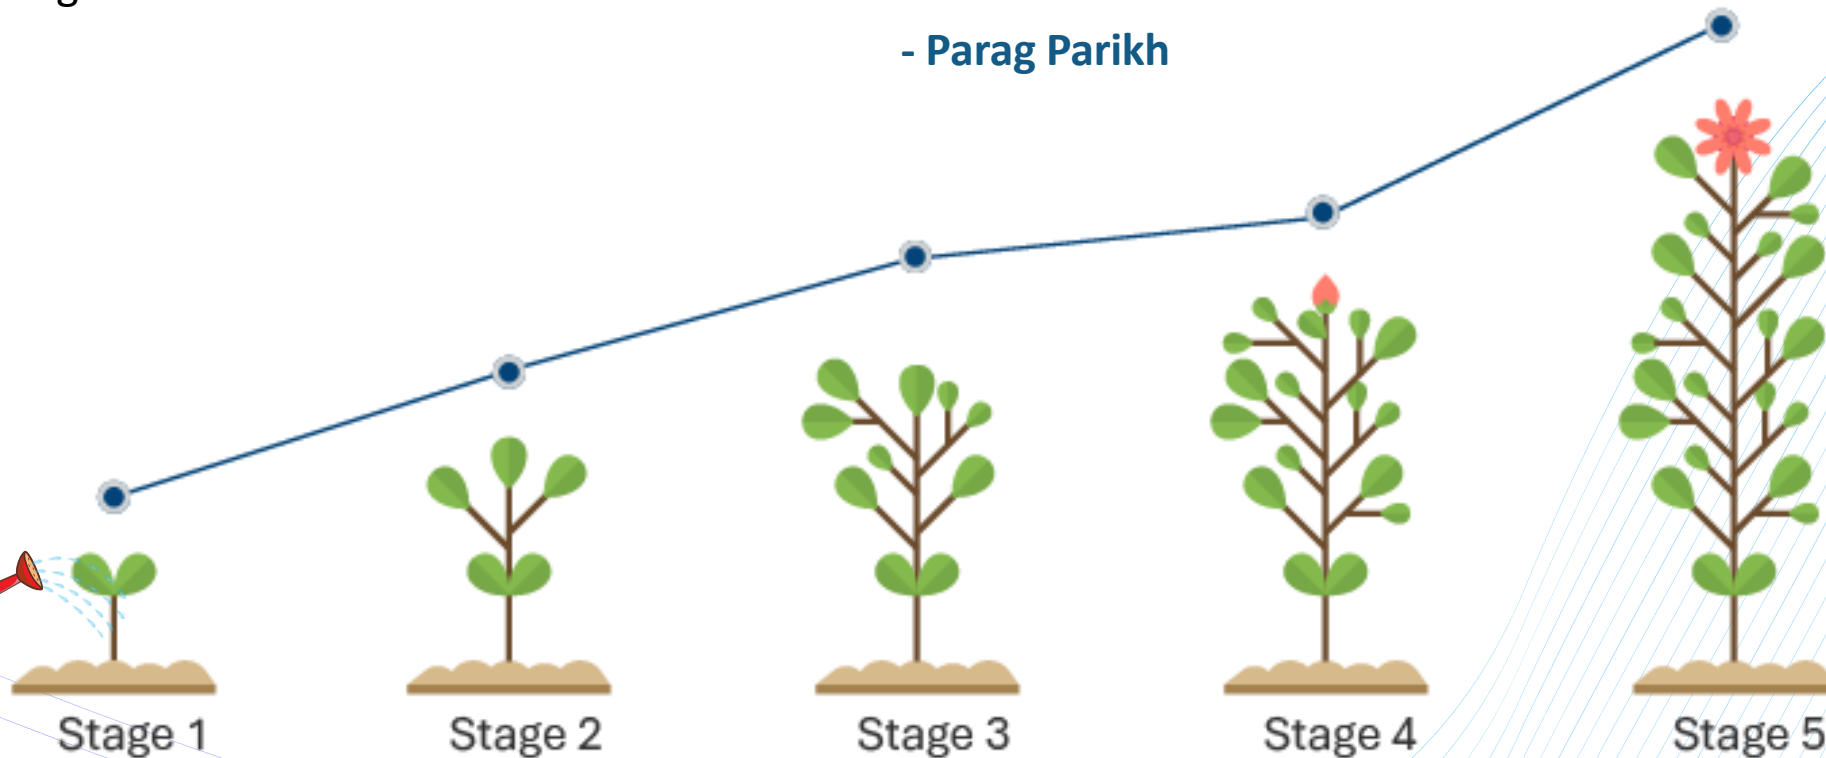 - Parag Parikh
Stage 1
Stage 2
Stage 3
Stage 4
Stage 5